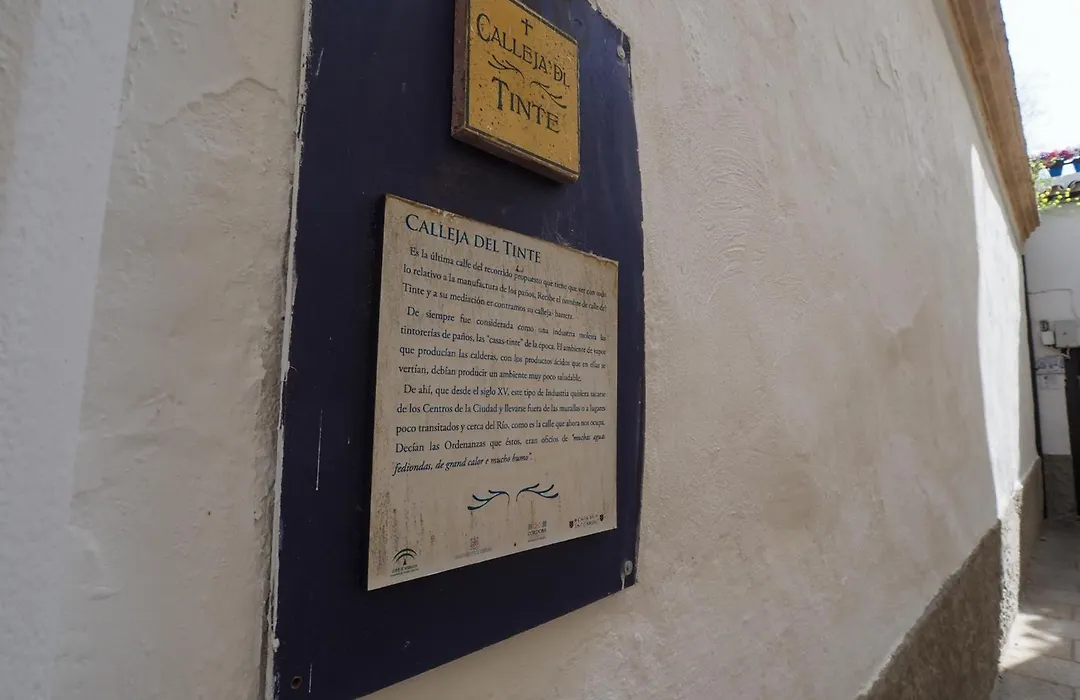 CALLEJA DL
TINTE
CALLEJA DEL TINTE
Es la última calle del recorrido propuesto que tiene que ver con todo
lo relativo a la manufactura de los paños. Recibe el nombre de calle del
Tinte y a su mediación encontramos su calleja barrera.
De siempre fue considerada como una industria molesta las
tintorerías de paños, las "casas-tinte" de la época. El ambiente de vapor
que producían las calderas, con los productos ácidos que en ellas se
vertían, debían producir un ambiente muy poco saludable.
De ahí, que desde el siglo XV, este tipo de Industria quisiera sacarse
de los Centros de la Ciudad y llevarse fuera de las murallas o a lugares
poco transitados y cerca del Río, como es la calle que ahora nos ocupa.
Decían las Ordenanzas que éstos, eran oficios de "muchas aguas
fediondas, de grand calor e mucho humo".
CÓRDOBA